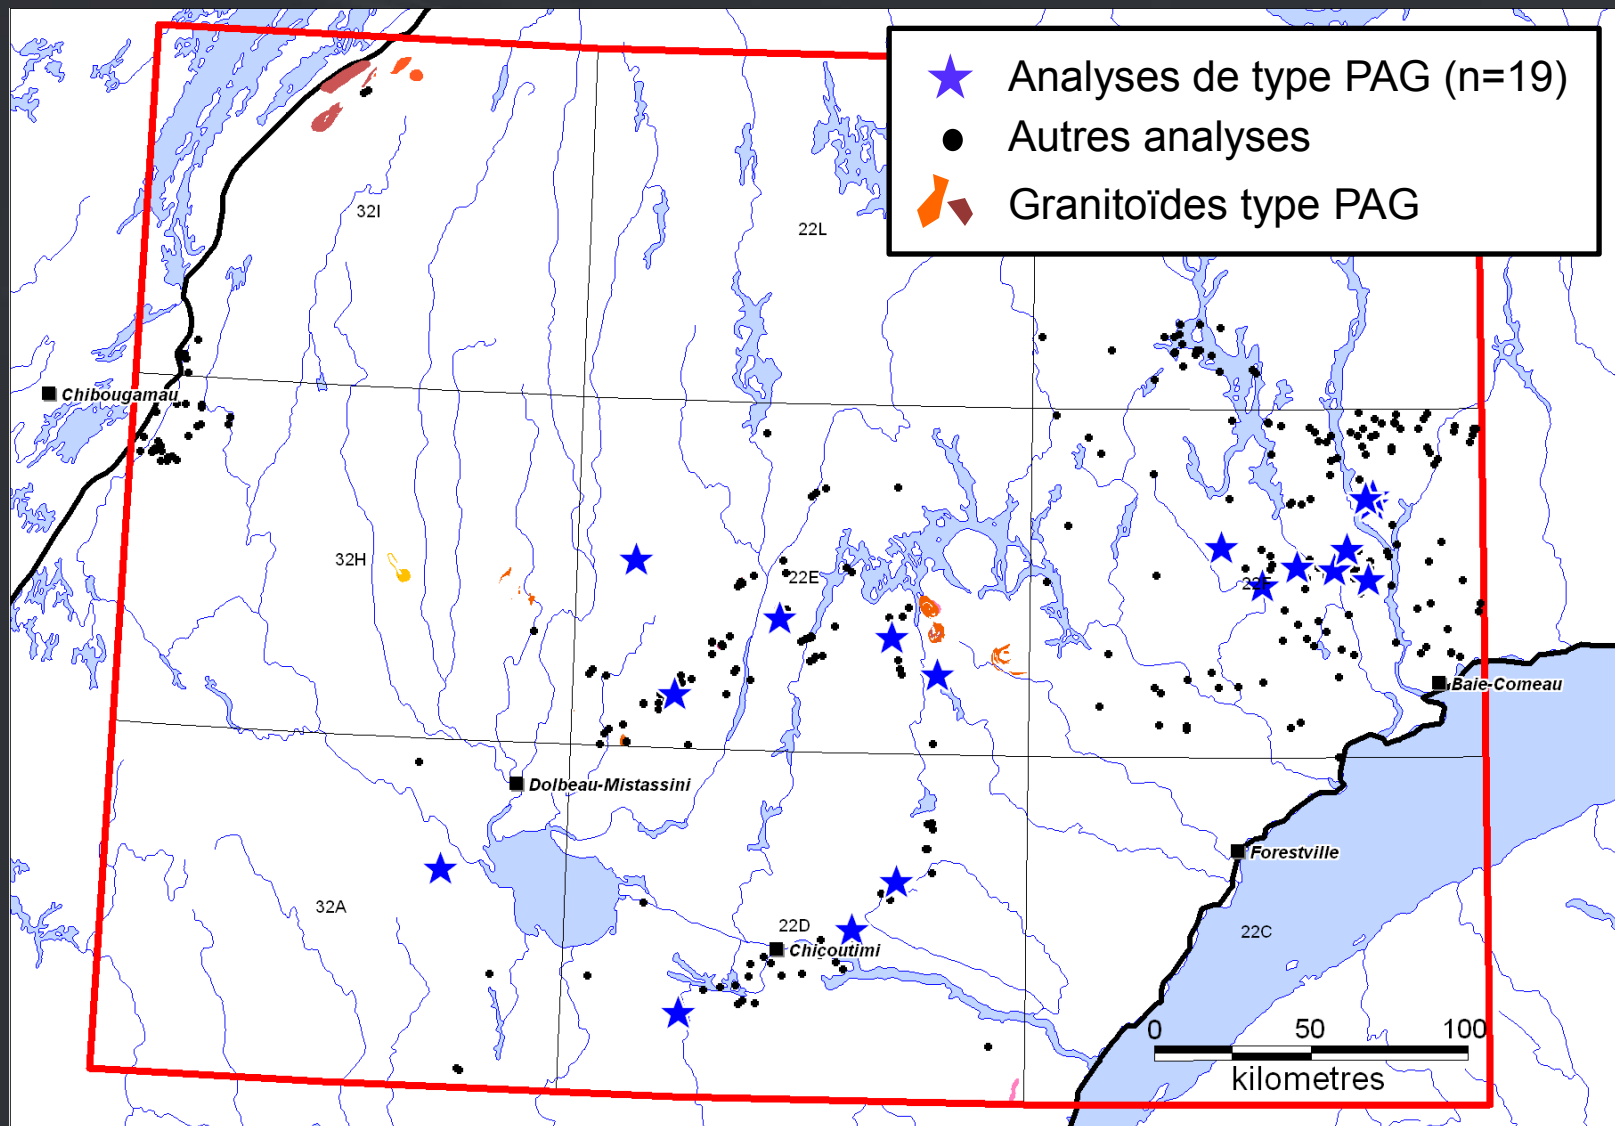 Analyses de type PAG (n=19)
Autres analyses
Granitoïdes type PAG
32I
22L
Chibougamau
32H
22E
22F
Baie-Comeau
Dolbeau-Mistassini
Forestville
32A
22D
22C
Chicoutimi
0 50 100
kilometres